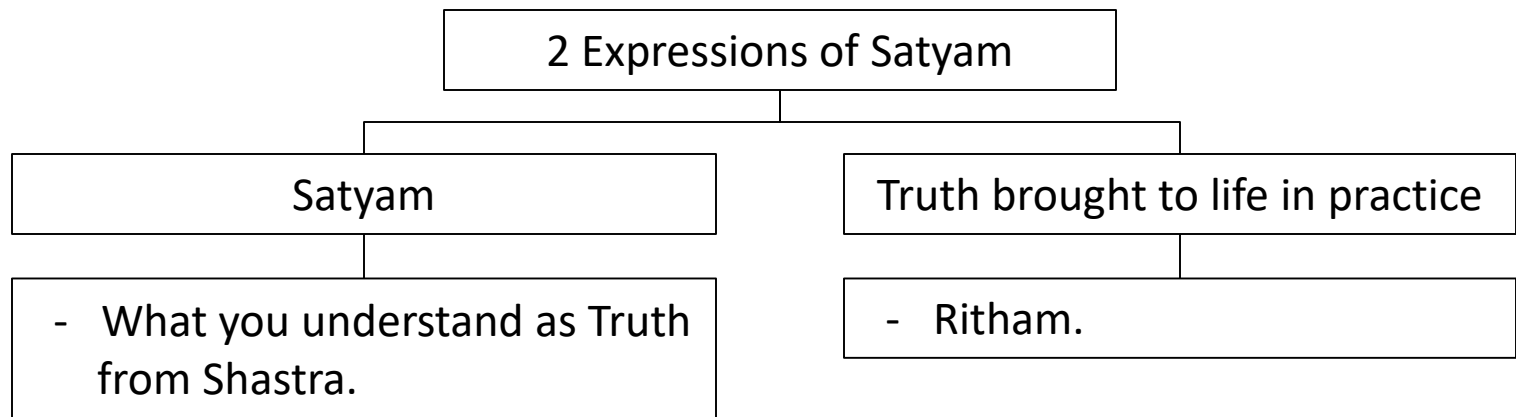 2 Expressions of Satyam
Satyam
Truth brought to life in practice
- What you understand as Truth
from Shastra.
- Ritham.